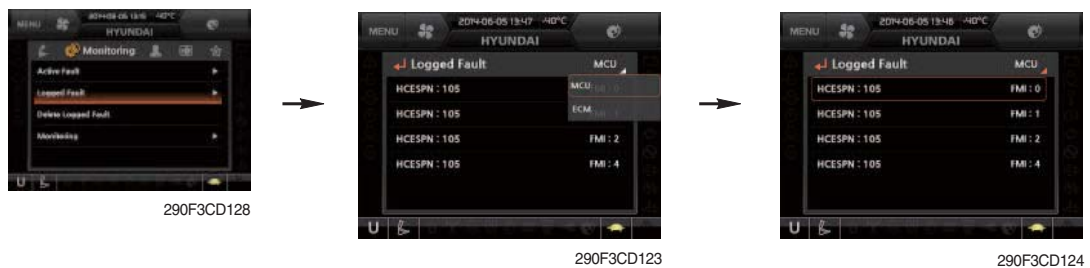 MENU
2014-06-05 13:15 -40°C
HYUNDAI
Monitoring
Active Fault
Logged Fault
Delete Logged Fault
Monitoring
U
290F3CD128
MENU
2014-06-05 13:47 -40°C
HYUNDAI
Logged Fault MCU
HCESPN : 105 MCU
HCESPN : 105 ECM
HCESPN : 105 FMI : 2
HCESPN : 105 FMI : 4
U
290F3CD123
MENU
2014-06-05 13:46 -40°C
HYUNDAI
Logged Fault MCU
HCESPN : 105 FMI : 0
HCESPN : 105 FMI : 1
HCESPN : 105 FMI : 2
HCESPN : 105 FMI : 4
U
290F3CD124